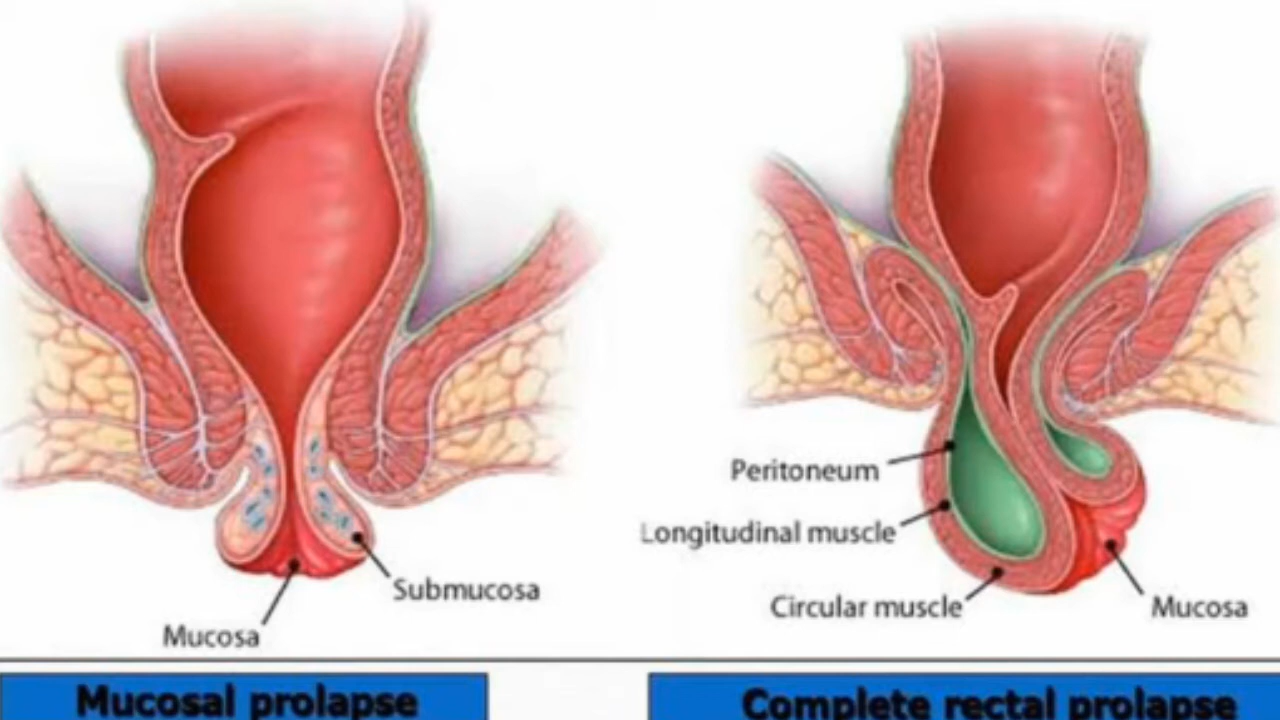 Peritoneum
Longitudinal muscle
Submucosa
Circular muscle
Mucosa
Mucosa
Mucosal prolapse
Complete rectal prolapse